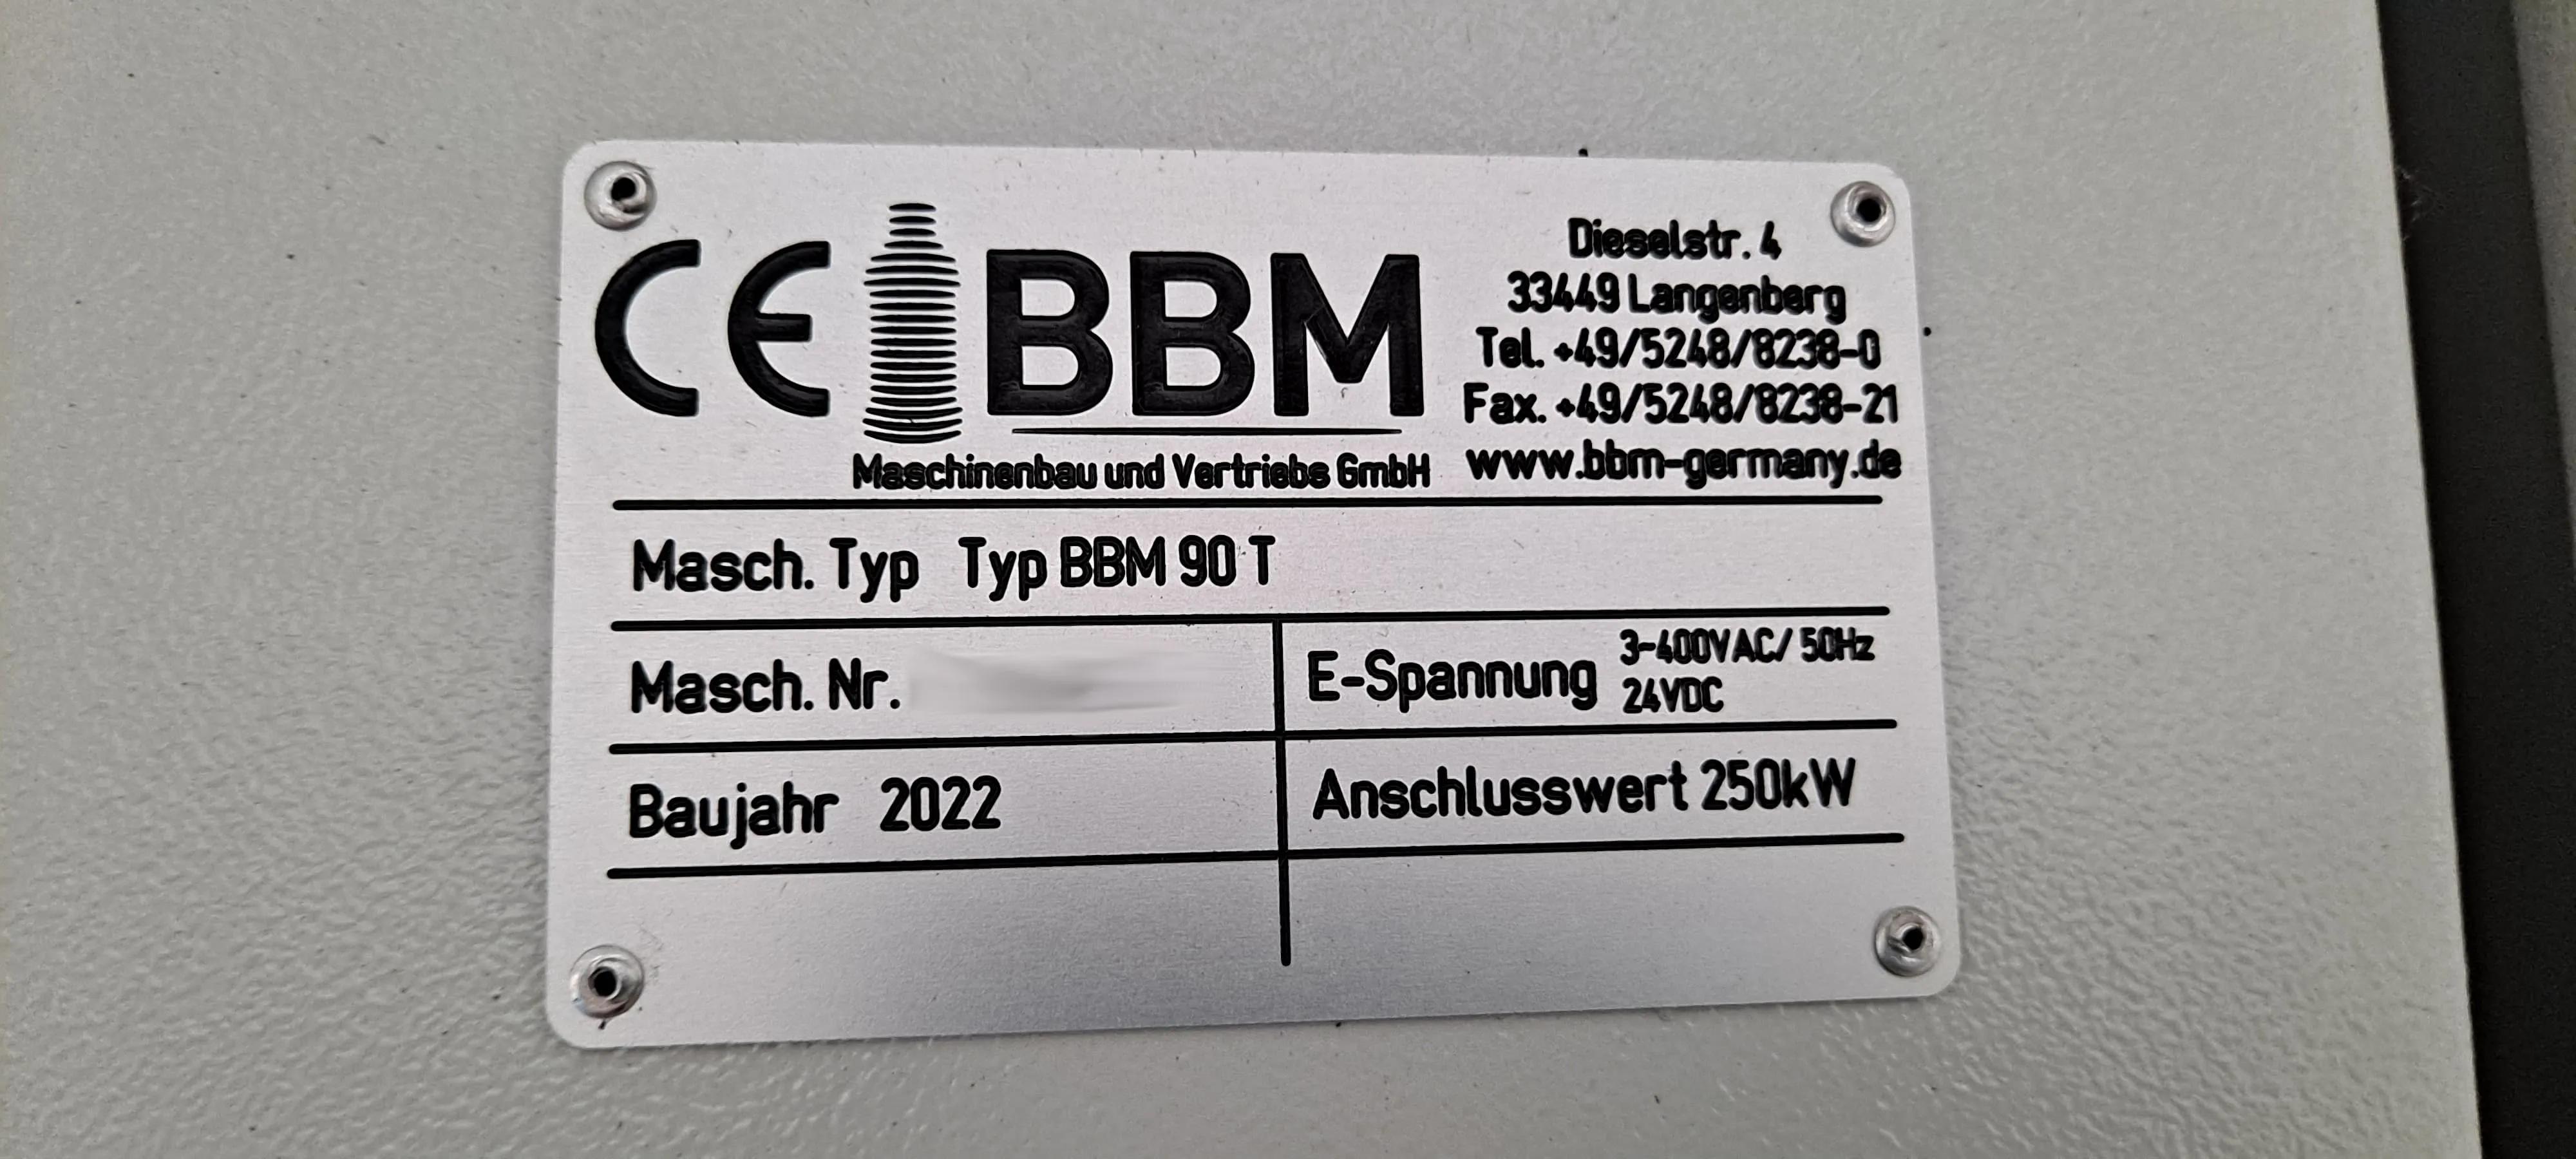 CE BBM
Maschinenbau und Vertriebs GmbH
Dieselstr. 4
33449 Langenberg
Tel. +49/5248/8238-0
Fax. +49/5248/8238-21
www.bbm-germany.de
Masch. Typ Typ BBM 90 T
Masch. Nr.
E-Spannung 3~400VAC/ 50Hz
24VDC
Baujahr 2022
Anschlusswert 250kW